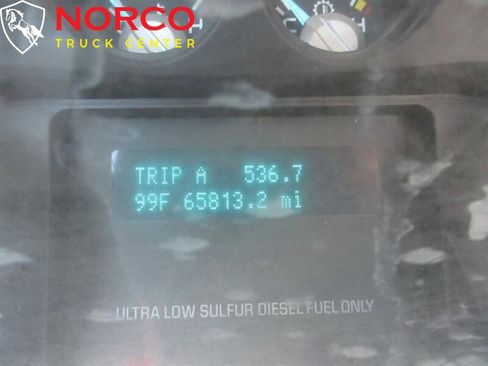 NORCO
TRUCK CENTER
TRIP A 536.7
99F 65813.2 mi
ULTRA LOW SULFUR DIESEL FUEL ONLY